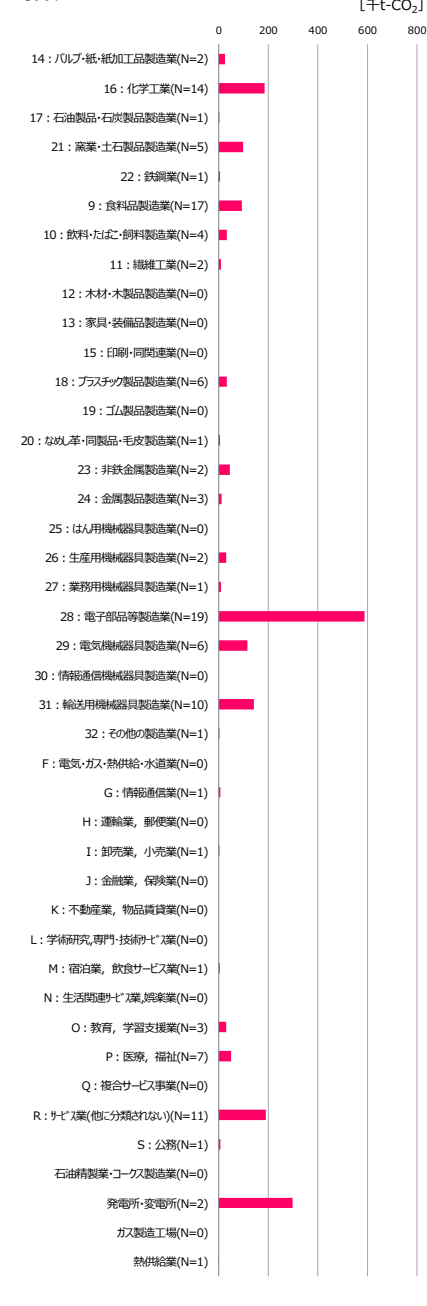 [千t-CO2]
0 200 400 600 800
14：パルプ・紙・紙加工品製造業(N=2)
16：化学工業(N=14)
17：石油製品・石炭製品製造業(N=1)
21：窯業・土石製品製造業(N=5)
22：鉄鋼業(N=1)
9：食料品製造業(N=17)
10：飲料・たばこ・飼料製造業(N=4)
11：繊維工業(N=2)
12：木材・木製品製造業(N=0)
13：家具・装備品製造業(N=0)
15：印刷・同関連業(N=0)
18：プラスチック製品製造業(N=6)
19：ゴム製品製造業(N=0)
20：なめし革・同製品・毛皮製造業(N=1)
23：非鉄金属製造業(N=2)
24：金属製品製造業(N=3)
25：はん用機械器具製造業(N=0)
26：生産用機械器具製造業(N=2)
27：業務用機械器具製造業(N=1)
28：電子部品等製造業(N=19)
29：電気機械器具製造業(N=6)
30：情報通信機械器具製造業(N=0)
31：輸送用機械器具製造業(N=10)
32：その他の製造業(N=1)
F：電気・ガス・熱供給・水道業(N=0)
G：情報通信業(N=1)
H：運輸業，郵便業(N=0)
I：卸売業，小売業(N=1)
J：金融業，保険業(N=0)
K：不動産業，物品賃貸業(N=0)
L：学術研究,専門・技術ｻｰﾋﾞｽ業(N=0)
M：宿泊業，飲食サービス業(N=1)
N：生活関連ｻｰﾋﾞｽ業,娯楽業(N=0)
O：教育，学習支援業(N=3)
P：医療，福祉(N=7)
Q：複合サービス事業(N=0)
R：ｻｰﾋﾞｽ業(他に分類されない)(N=11)
S：公務(N=1)
石油精製業・コークス製造業(N=0)
発電所・変電所(N=2)
ガス製造工場(N=0)
熱供給業(N=1)